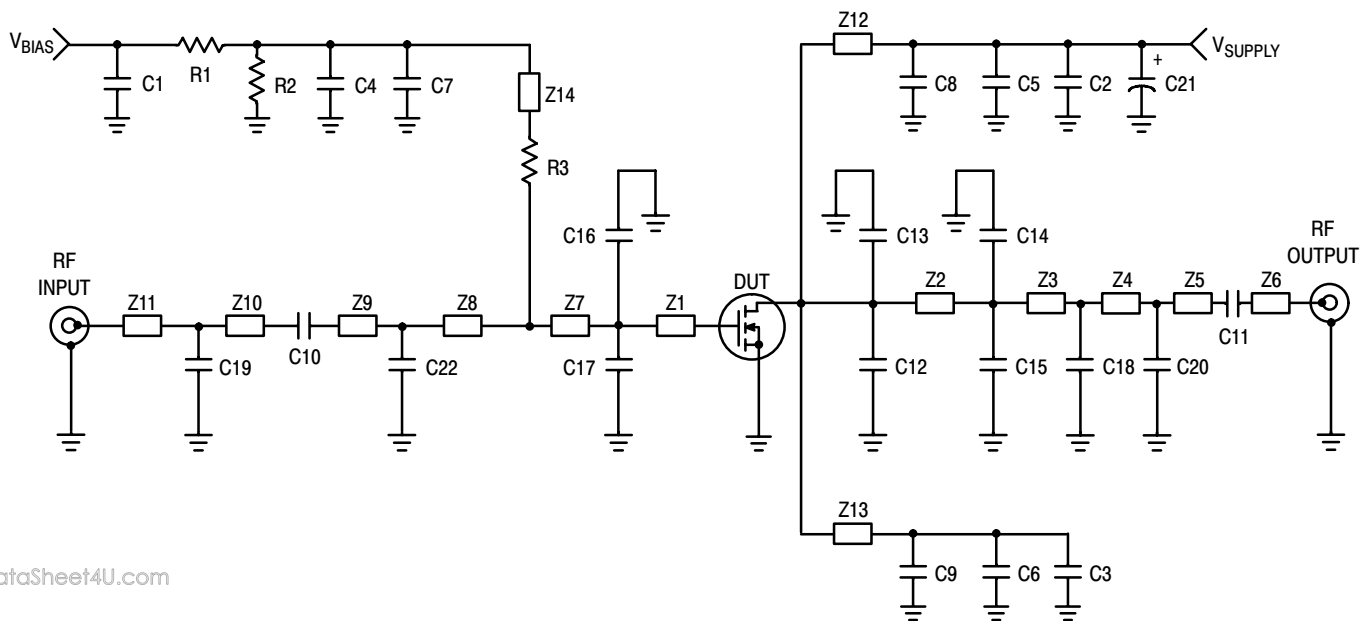 Z12
V_BIAS
V_SUPPLY
C1
R1
R2
C4
C7
Z14
R3
C8
C5
C2
+
C21
C16
C13
C14
RF
INPUT
RF
OUTPUT
DUT
Z11
Z10
Z9
Z8
Z7
Z1
Z2
Z3
Z4
Z5
Z6
C19
C10
C22
C17
C12
C15
C18
C20
C11
Z13
C9
C6
C3
ataSheet4U.com